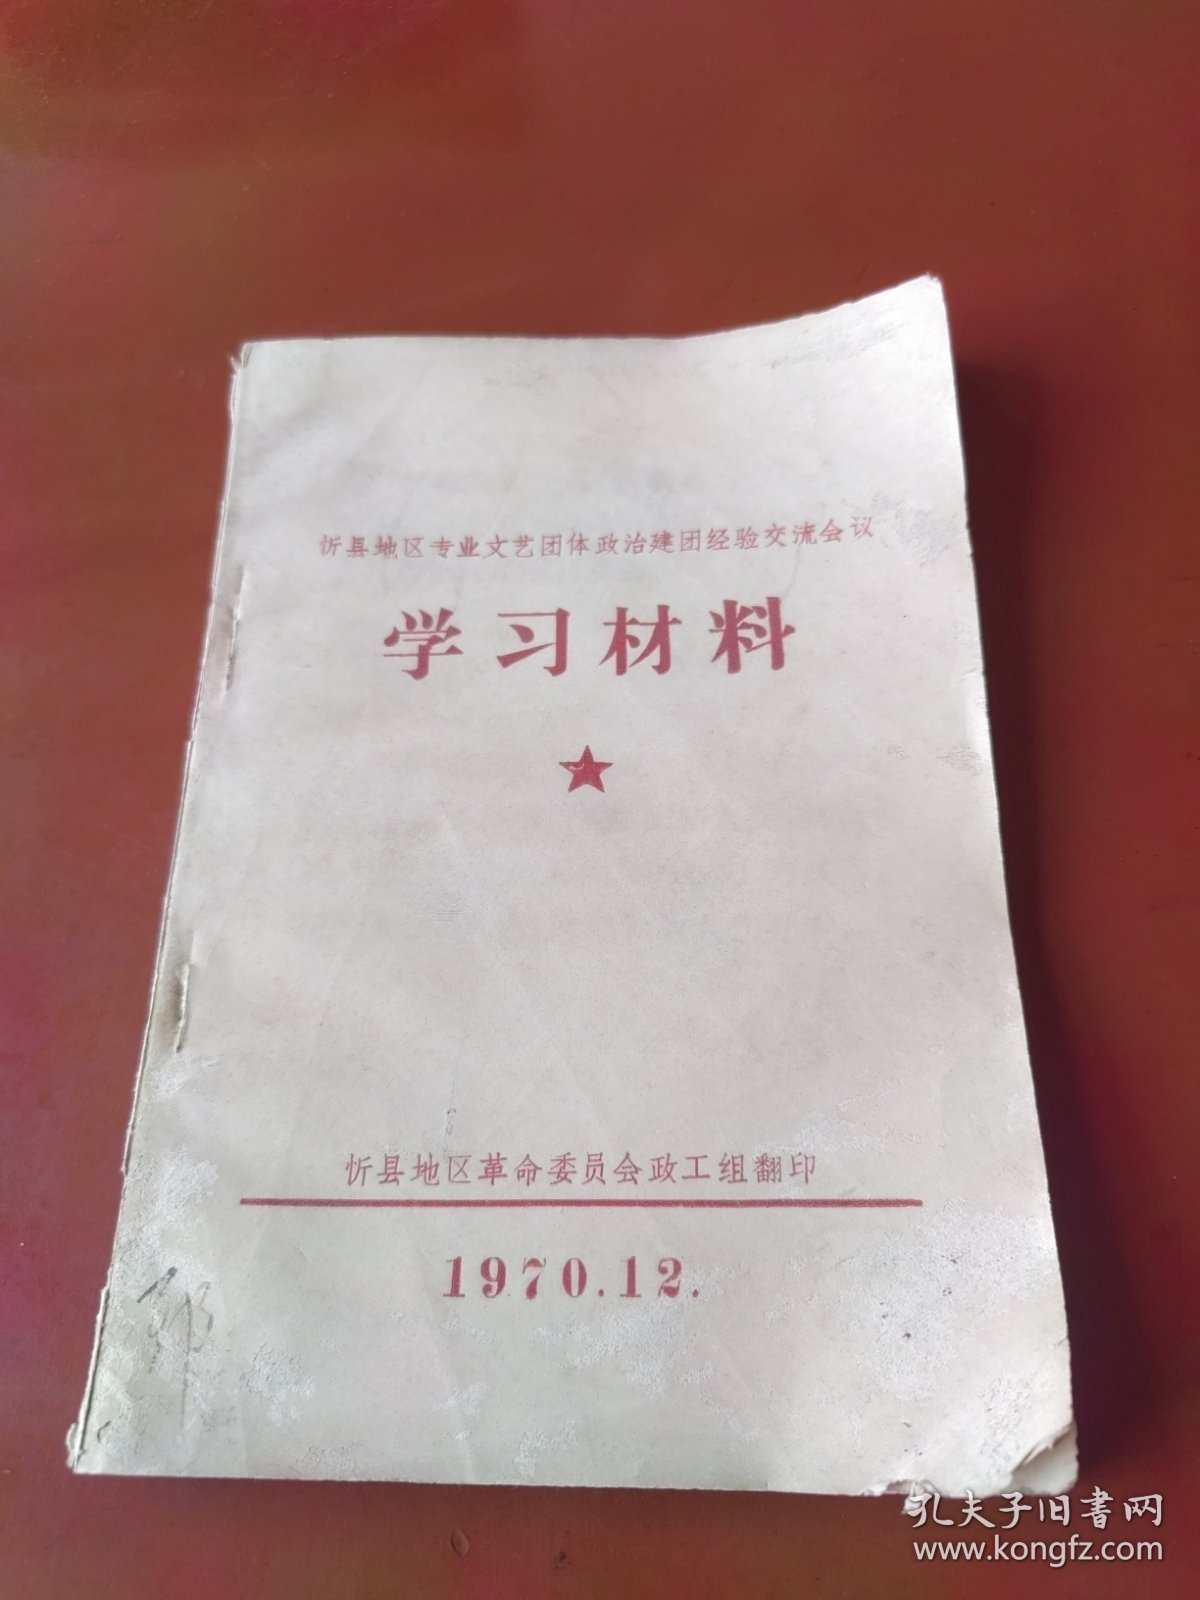 忻县地区专业文艺团体政治建团经验交流会议
学习材料
忻县地区革命委员会政工组翻印
1970.12.
孔夫子旧书网
www.kongfz.com